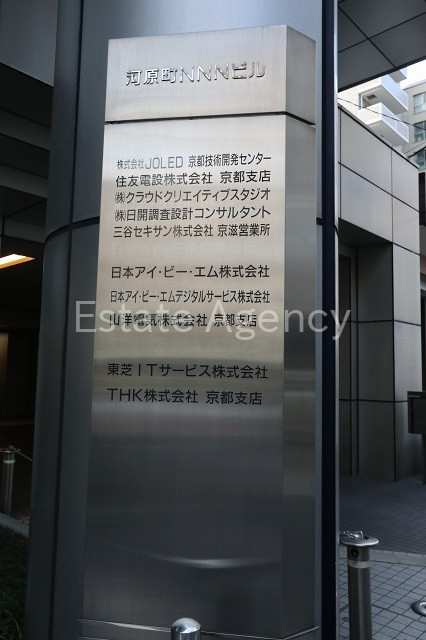 河原町NNNビル
株式会社JOLED 京都技術開発センター
住友電設株式会社 京都支店
㈱クラウドクリエイティブスタジオ
㈱日開調査設計コンサルタント
三谷セキサン株式会社 京滋営業所
日本アイ・ビー・エム株式会社
日本アイ・ビー・エムデジタルサービス株式会社
山洋電気株式会社 京都支店
Estate Agency
東芝ITサービス株式会社
THK株式会社 京都支店